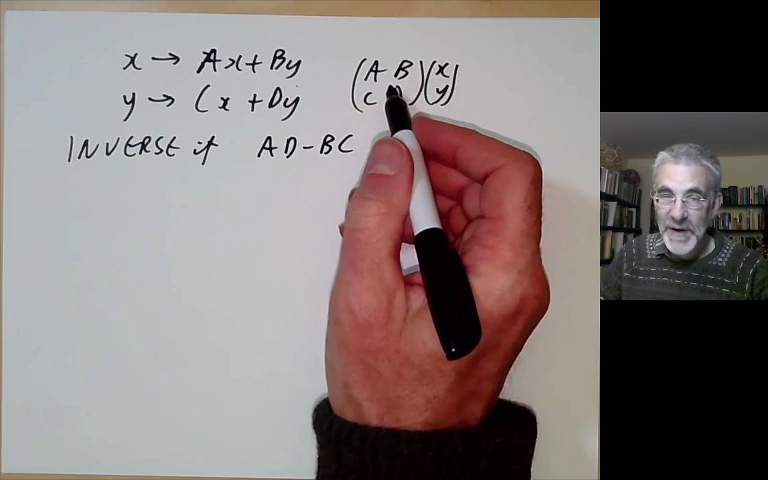 x → Ax + By (A B) (x)
y → Cx + Dy (C D) (y)
INVERSE if AD - BC